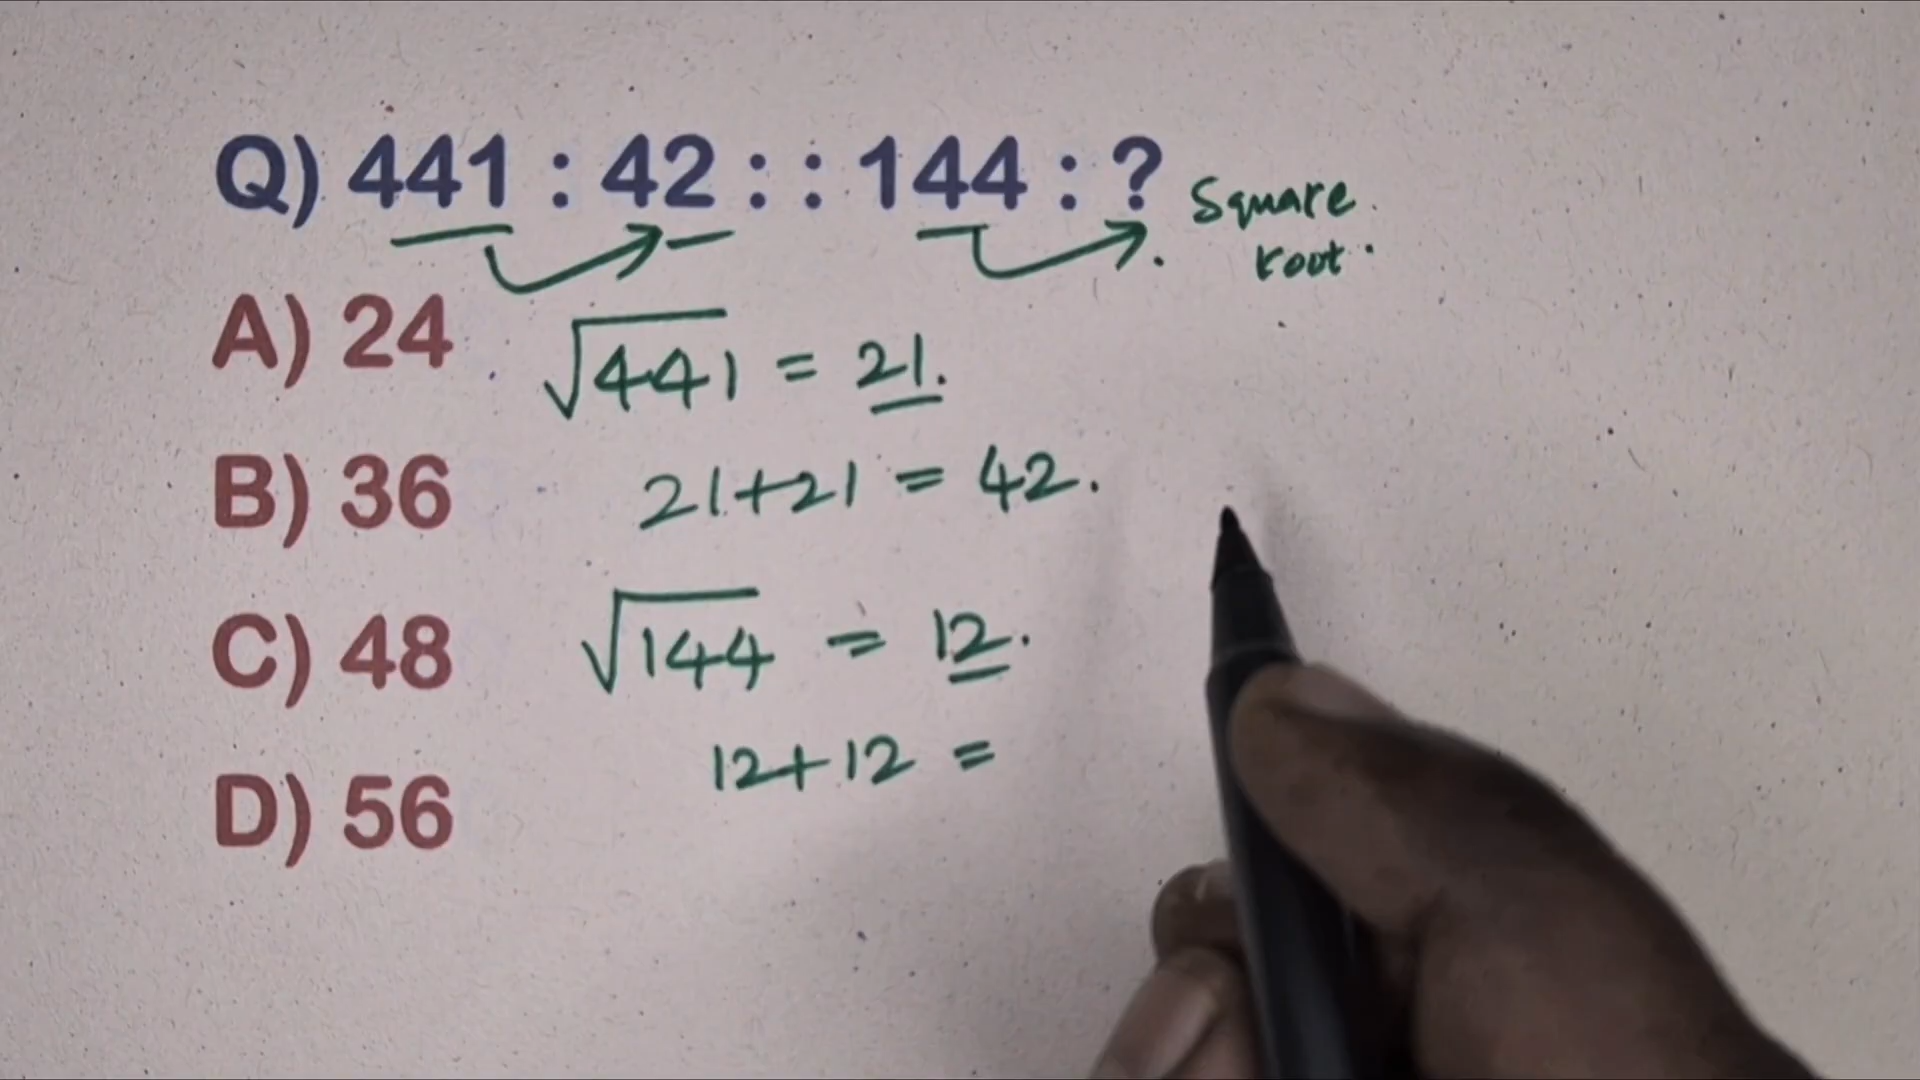 Q) 441 : 42 : : 144 : ?
Square
root.
A) 24
√441 = 21.
B) 36
21+21 = 42.
C) 48
√144 = 12.
12+12 =
D) 56